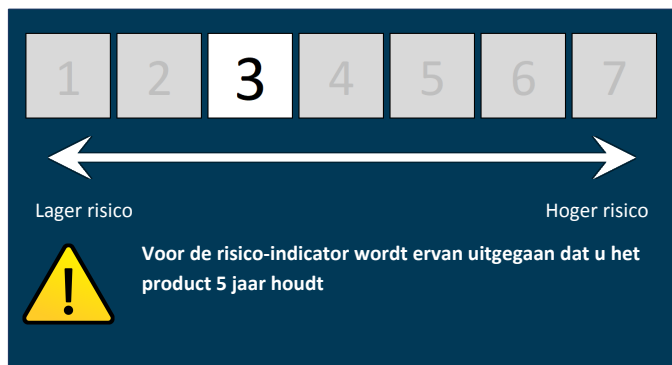 1 2 3 4 5 6 7
Lager risico Hoger risico
Voor de risico-indicator wordt ervan uitgegaan dat u het
product 5 jaar houdt